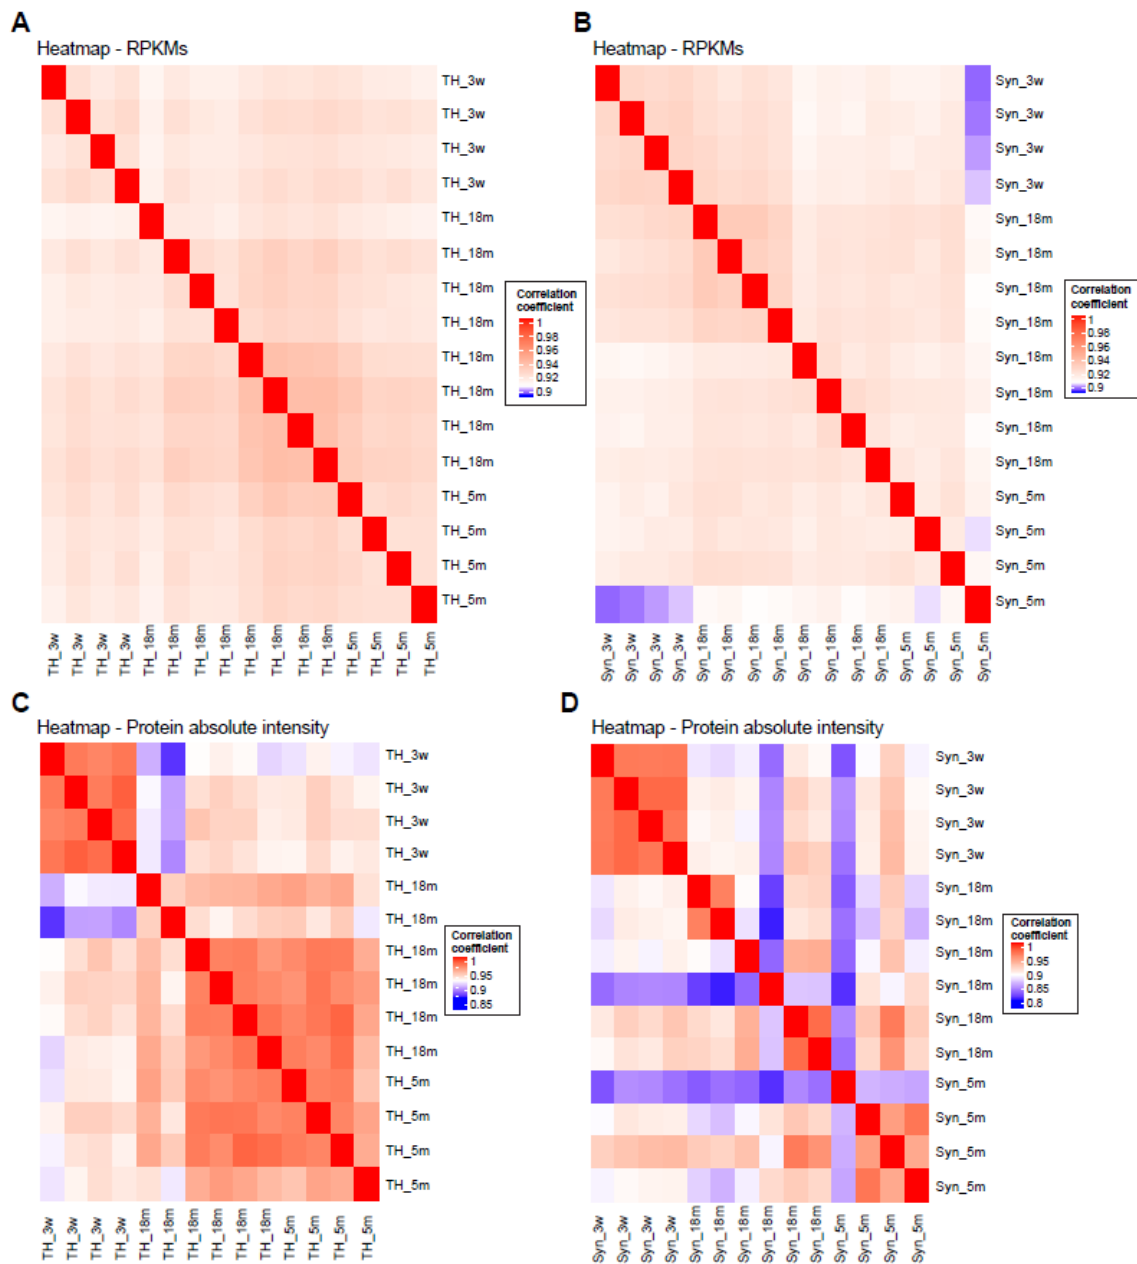 A
Heatmap - RPKMs
TH_3w
TH_3w
TH_3w
TH_3w
TH_18m
TH_18m
TH_18m
TH_18m
TH_18m
TH_18m
TH_18m
TH_18m
TH_5m
TH_5m
TH_5m
TH_5m
TH_3w
TH_3w
TH_3w
TH_3w
TH_18m
TH_18m
TH_18m
TH_18m
TH_18m
TH_18m
TH_18m
TH_18m
TH_5m
TH_5m
TH_5m
TH_5m
Correlation
coefficient
1
0.98
0.96
0.94
0.92
0.9
B
Heatmap - RPKMs
Syn_3w
Syn_3w
Syn_3w
Syn_3w
Syn_18m
Syn_18m
Syn_18m
Syn_18m
Syn_18m
Syn_18m
Syn_18m
Syn_18m
Syn_5m
Syn_5m
Syn_5m
Syn_5m
Syn_3w
Syn_3w
Syn_3w
Syn_3w
Syn_18m
Syn_18m
Syn_18m
Syn_18m
Syn_18m
Syn_18m
Syn_18m
Syn_18m
Syn_5m
Syn_5m
Syn_5m
Syn_5m
Correlation
coefficient
1
0.98
0.96
0.94
0.92
0.9
C
Heatmap - Protein absolute intensity
TH_3w
TH_3w
TH_3w
TH_3w
TH_18m
TH_18m
TH_18m
TH_18m
TH_18m
TH_18m
TH_5m
TH_5m
TH_5m
TH_5m
TH_3w
TH_3w
TH_3w
TH_3w
TH_18m
TH_18m
TH_18m
TH_18m
TH_18m
TH_18m
TH_5m
TH_5m
TH_5m
TH_5m
Correlation
coefficient
1
0.95
0.9
0.85
D
Heatmap - Protein absolute intensity
Syn_3w
Syn_3w
Syn_3w
Syn_3w
Syn_18m
Syn_18m
Syn_18m
Syn_18m
Syn_18m
Syn_18m
Syn_5m
Syn_5m
Syn_5m
Syn_5m
Syn_3w
Syn_3w
Syn_3w
Syn_3w
Syn_18m
Syn_18m
Syn_18m
Syn_18m
Syn_18m
Syn_18m
Syn_5m
Syn_5m
Syn_5m
Syn_5m
Correlation
coefficient
1
0.95
0.9
0.85
0.8